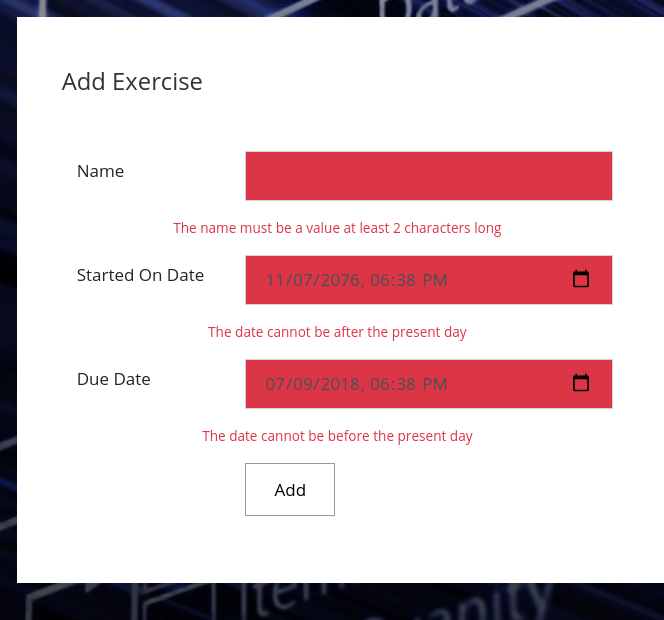 Data
Add Exercise
Name
The name must be a value at least 2 characters long
Started On Date
11/07/2076, 06:38 PM
The date cannot be after the present day
Due Date
07/09/2018, 06:38 PM
The date cannot be before the present day
Add